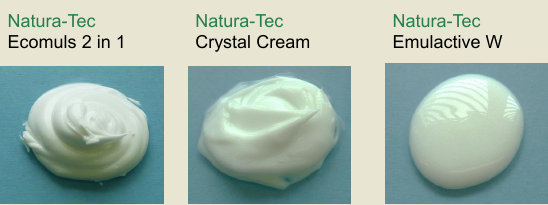 Natura-Tec
Ecomuls 2 in 1
Natura-Tec
Crystal Cream
Natura-Tec
Emulactive W